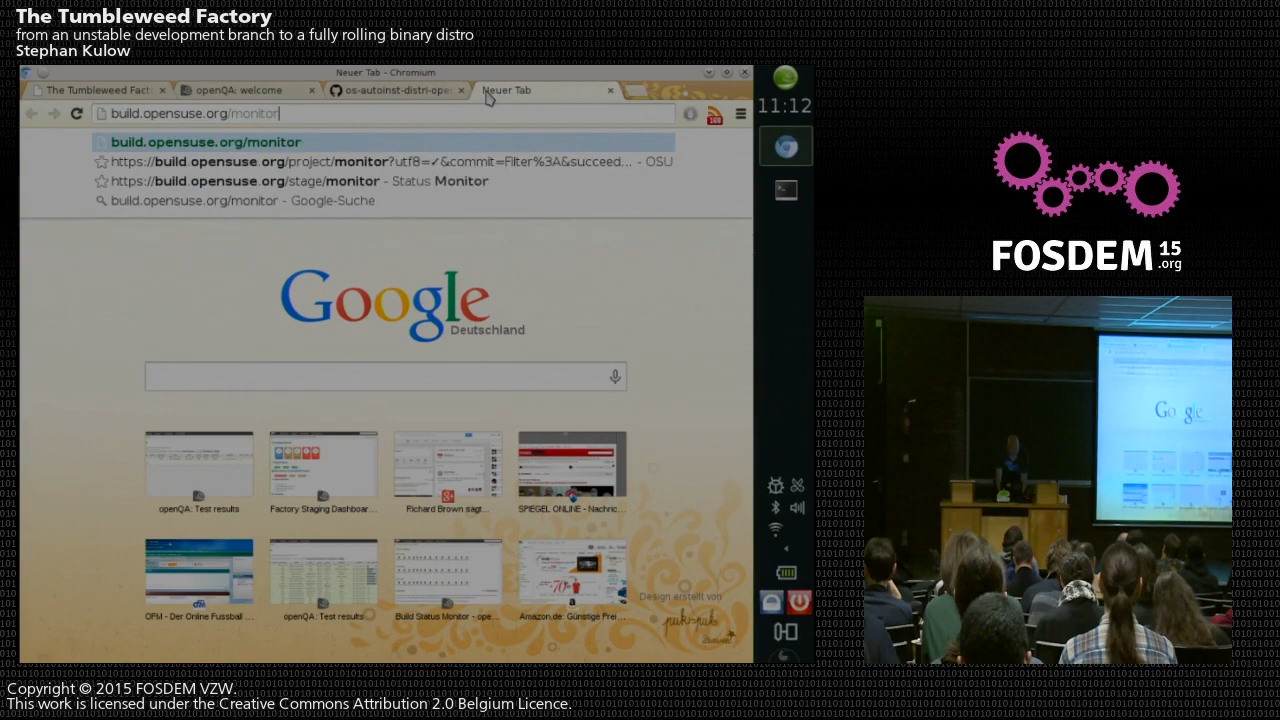 The Tumbleweed Factory
from an unstable development branch to a fully rolling binary distro
Stephan Kulow
Neuer Tab - Chromium
The Tumbleweed Fact
openQA: welcome
os-autoinst-distri-ope
Neuer Tab
build.opensuse.org/monitor
11:12
168
build.opensuse.org/monitor
https://build.opensuse.org/project/monitor?utf8=✓&commit=Filter%3A&succeed... - OSU
https://build.opensuse.org/stage/monitor - Status Monitor
build.opensuse.org/monitor - Google-Suche
FOSDEM 15
.org
Google
Deutschland
openQA: Test results
Factory Staging Dashboar...
Richard Brown sagt...
SPIEGEL ONLINE - Nachric...
OFM - Der Online Fussball ...
openQA: Test results
Build Status Monitor - ope...
Amazon.de: Günstige Prei...
Design erstellt von
Google
Copyright © 2015 FOSDEM VZW.
This work is licensed under the Creative Commons Attribution 2.0 Belgium Licence.